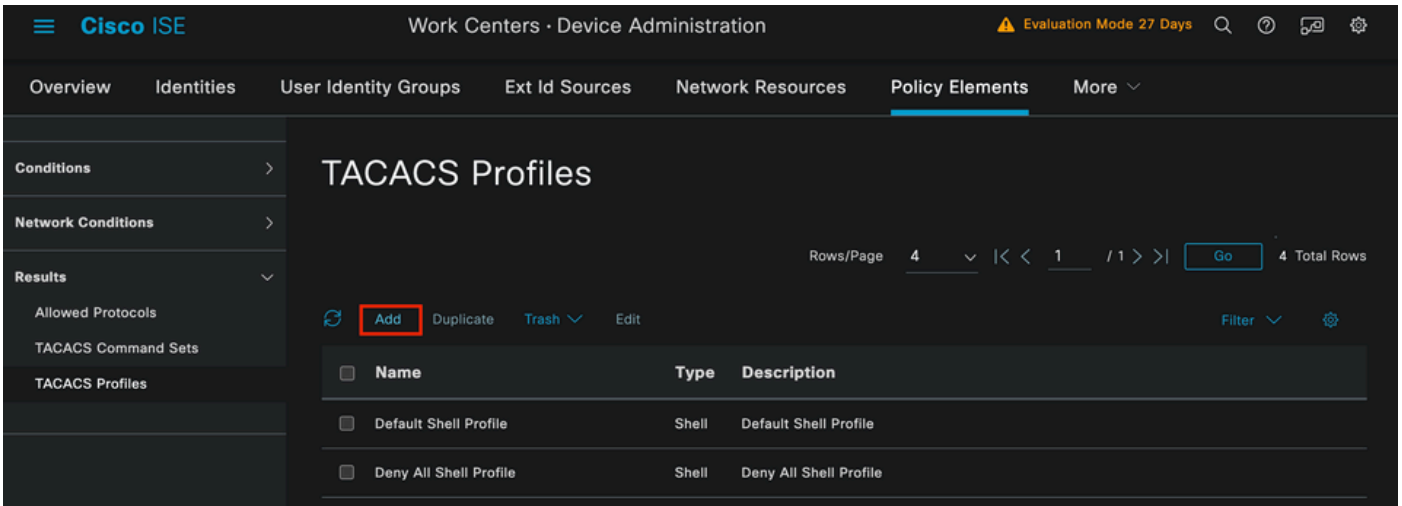 Cisco ISE Work Centers · Device Administration Evaluation Mode 27 Days
Overview Identities User Identity Groups Ext Id Sources Network Resources Policy Elements More
Conditions
Network Conditions
Results
Allowed Protocols
TACACS Command Sets
TACACS Profiles
TACACS Profiles
Rows/Page 4 1 / 1 Go 4 Total Rows
Add Duplicate Trash Edit Filter
Name Type Description
Default Shell Profile Shell Default Shell Profile
Deny All Shell Profile Shell Deny All Shell Profile